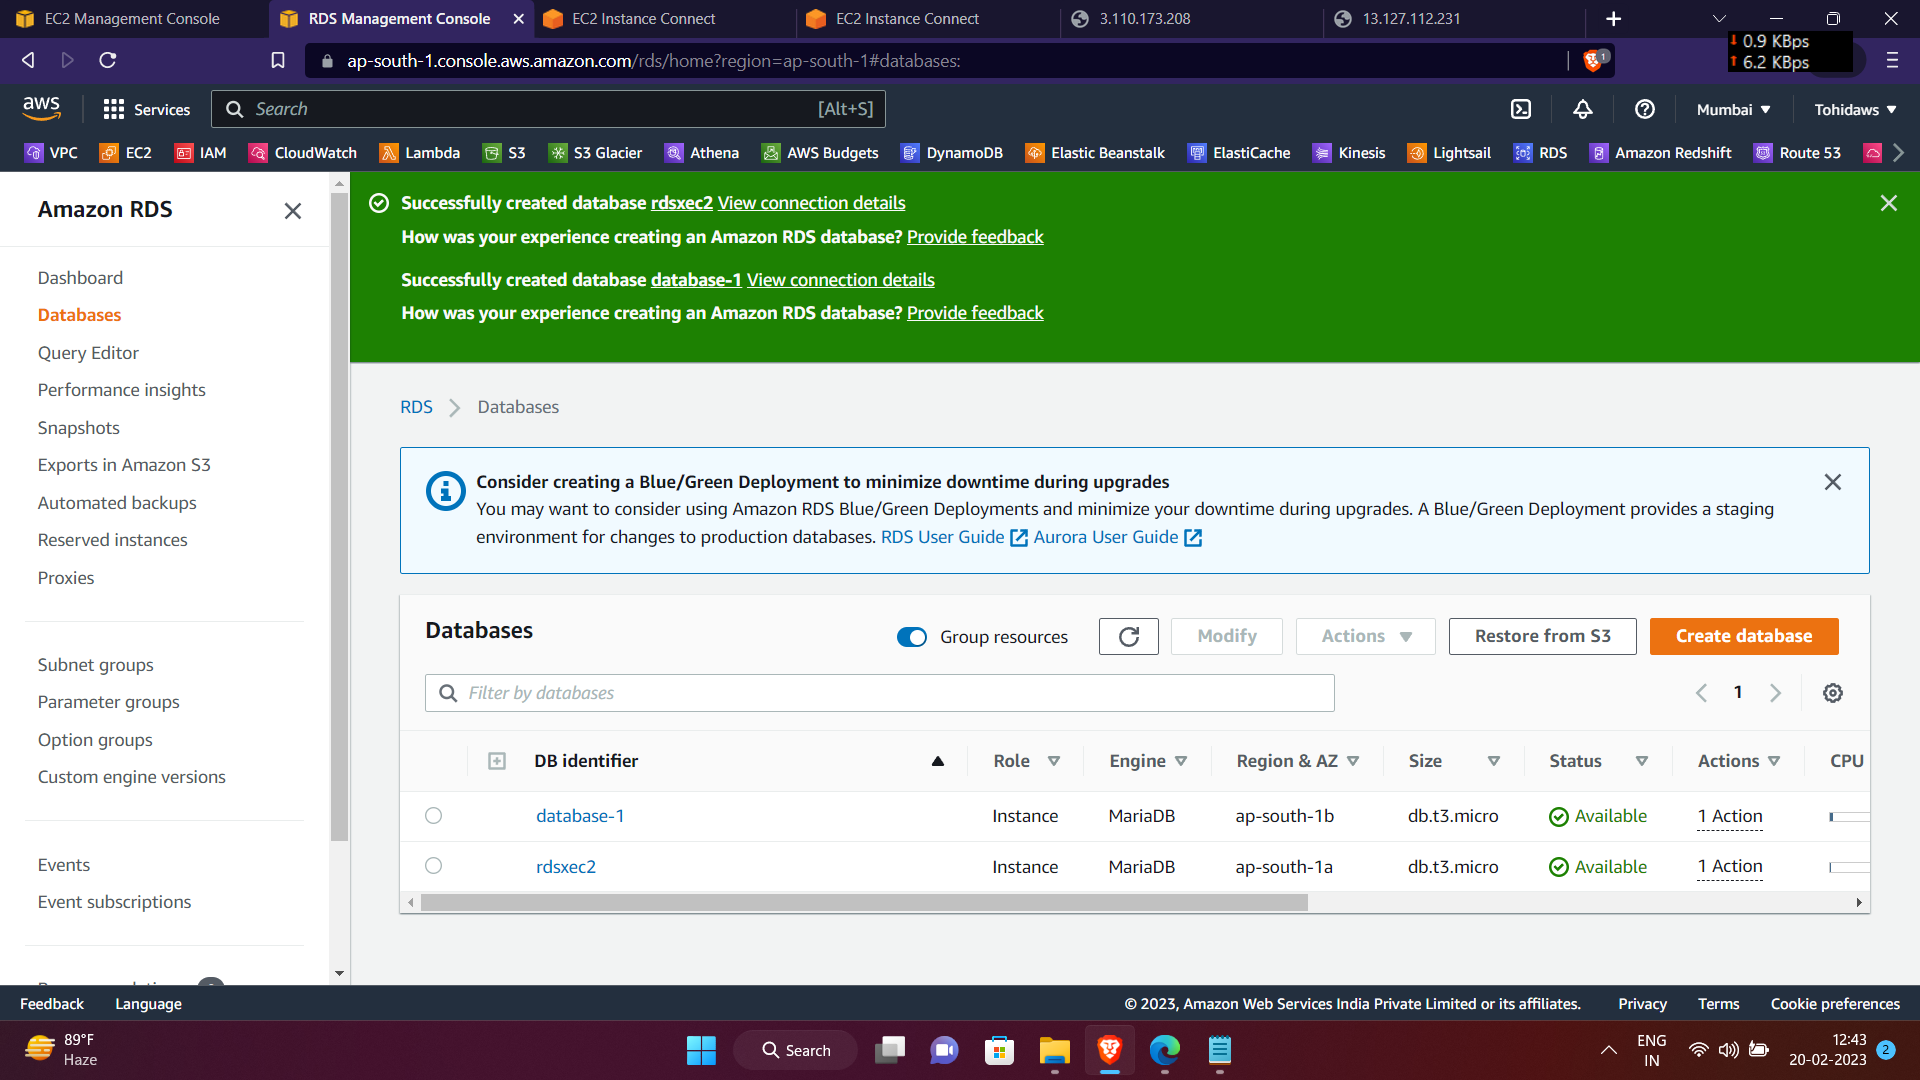 EC2 Management Console
RDS Management Console
EC2 Instance Connect
EC2 Instance Connect
3.110.173.208
13.127.112.231
0.9 KBps
6.2 KBps
ap-south-1.console.aws.amazon.com/rds/home?region=ap-south-1#databases:
1
aws
Services
Search
[Alt+S]
Mumbai
Tohidaws
VPC
EC2
IAM
CloudWatch
Lambda
S3
S3 Glacier
Athena
AWS Budgets
DynamoDB
Elastic Beanstalk
ElastiCache
Kinesis
Lightsail
RDS
Amazon Redshift
Route 53
Amazon RDS
Dashboard
Databases
Query Editor
Performance insights
Snapshots
Exports in Amazon S3
Automated backups
Reserved instances
Proxies
Subnet groups
Parameter groups
Option groups
Custom engine versions
Events
Event subscriptions
Successfully created database rdsxec2 View connection details
How was your experience creating an Amazon RDS database? Provide feedback
Successfully created database database-1 View connection details
How was your experience creating an Amazon RDS database? Provide feedback
RDS
Databases
Consider creating a Blue/Green Deployment to minimize downtime during upgrades
You may want to consider using Amazon RDS Blue/Green Deployments and minimize your downtime during upgrades. A Blue/Green Deployment provides a staging
environment for changes to production databases. RDS User Guide Aurora User Guide
Databases
Group resources
Modify
Actions
Restore from S3
Create database
Filter by databases
1
DB identifier Role Engine Region & AZ Size Status Actions CPU
database-1 Instance MariaDB ap-south-1b db.t3.micro Available 1 Action
rdsxec2 Instance MariaDB ap-south-1a db.t3.micro Available 1 Action
Feedback
Language
© 2023, Amazon Web Services India Private Limited or its affiliates.
Privacy
Terms
Cookie preferences
89°F
Haze
Search
ENG
IN
12:43
20-02-2023
2